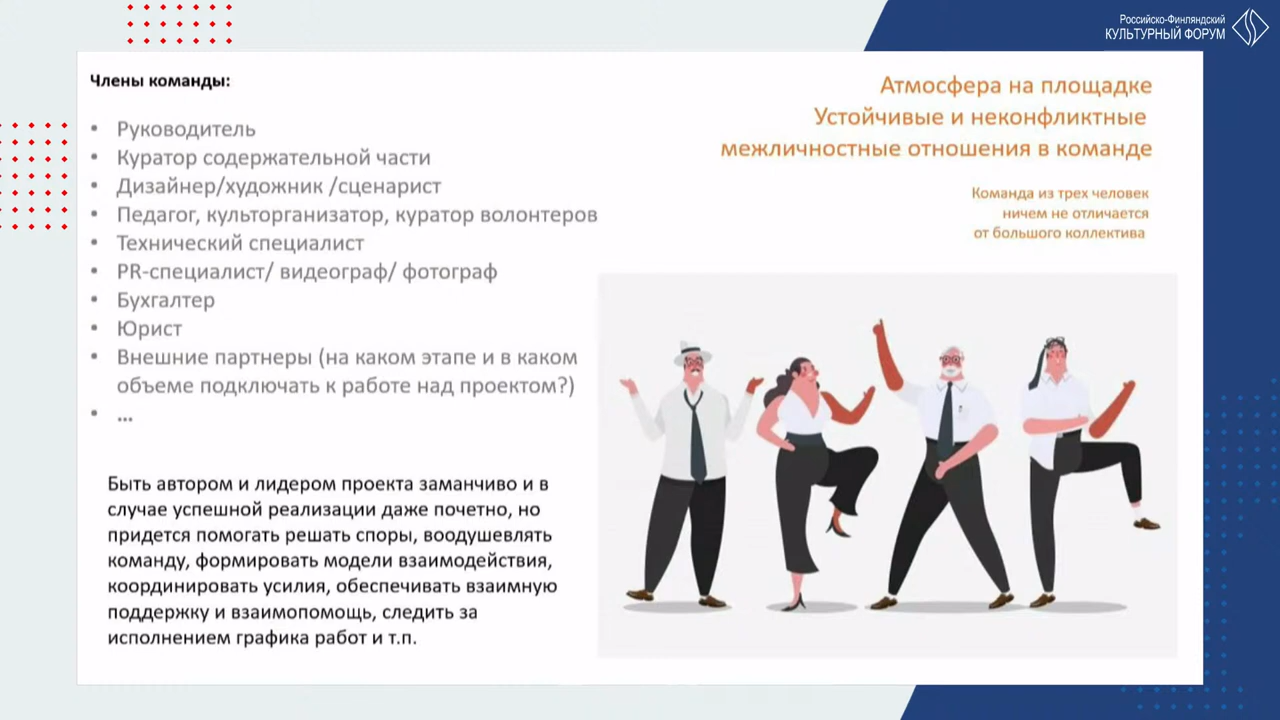 Российско-Финляндский
КУЛЬТУРНЫЙ ФОРУМ
Члены команды:
• Руководитель
• Куратор содержательной части
• Дизайнер/художник /сценарист
• Педагог, культорганизатор, куратор волонтеров
• Технический специалист
• PR-специалист/ видеограф/ фотограф
• Бухгалтер
• Юрист
• Внешние партнеры (на каком этапе и в каком
объеме подключать к работе над проектом?)
• ...
Быть автором и лидером проекта заманчиво и в
случае успешной реализации даже почетно, но
придется помогать решать споры, воодушевлять
команду, формировать модели взаимодействия,
координировать усилия, обеспечивать взаимную
поддержку и взаимопомощь, следить за
исполнением графика работ и т.п.
Атмосфера на площадке
Устойчивые и неконфликтные
межличностные отношения в команде
Команда из трех человек
ничем не отличается
от большого коллектива